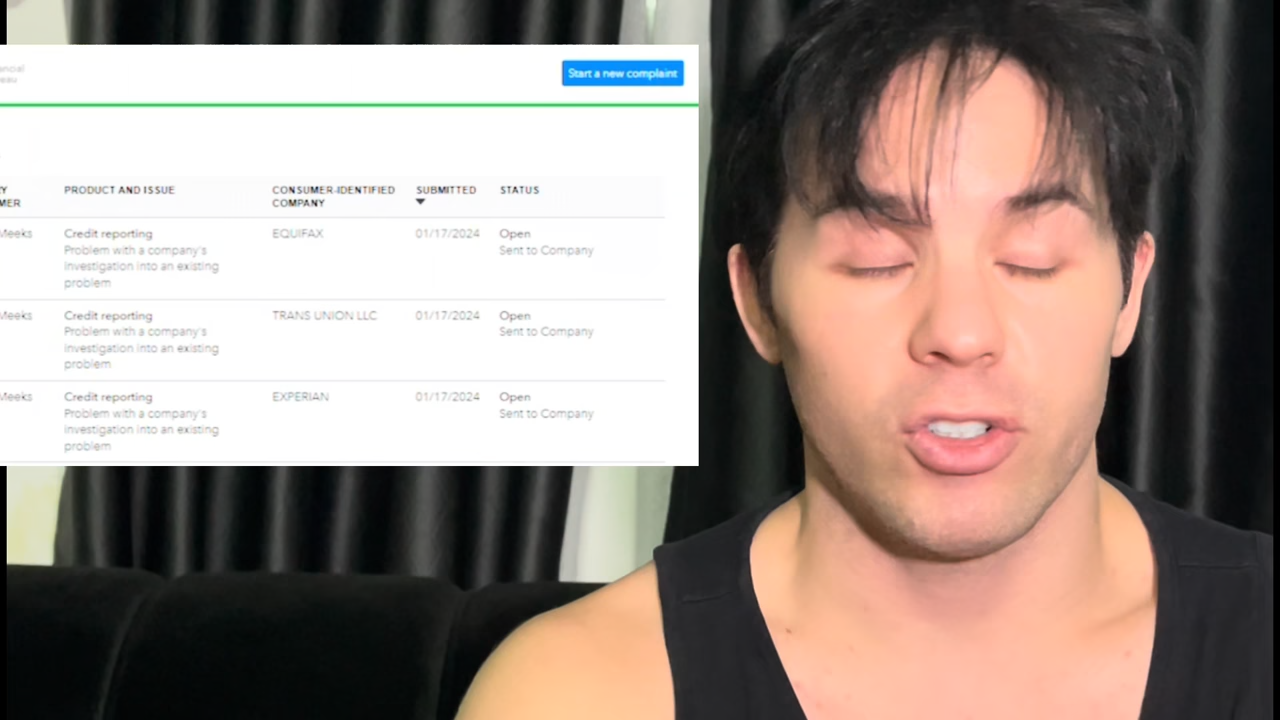 ancial
eau
Start a new complaint
Y
MER
PRODUCT AND ISSUE
CONSUMER-IDENTIFIED
COMPANY
SUBMITTED
STATUS
Meeks
Credit reporting
Problem with a company's
investigation into an existing
problem
EQUIFAX
01/17/2024
Open
Sent to Company
Meeks
Credit reporting
Problem with a company's
investigation into an existing
problem
TRANS UNION LLC
01/17/2024
Open
Sent to Company
Meeks
Credit reporting
Problem with a company's
investigation into an existing
problem
EXPERIAN
01/17/2024
Open
Sent to Company